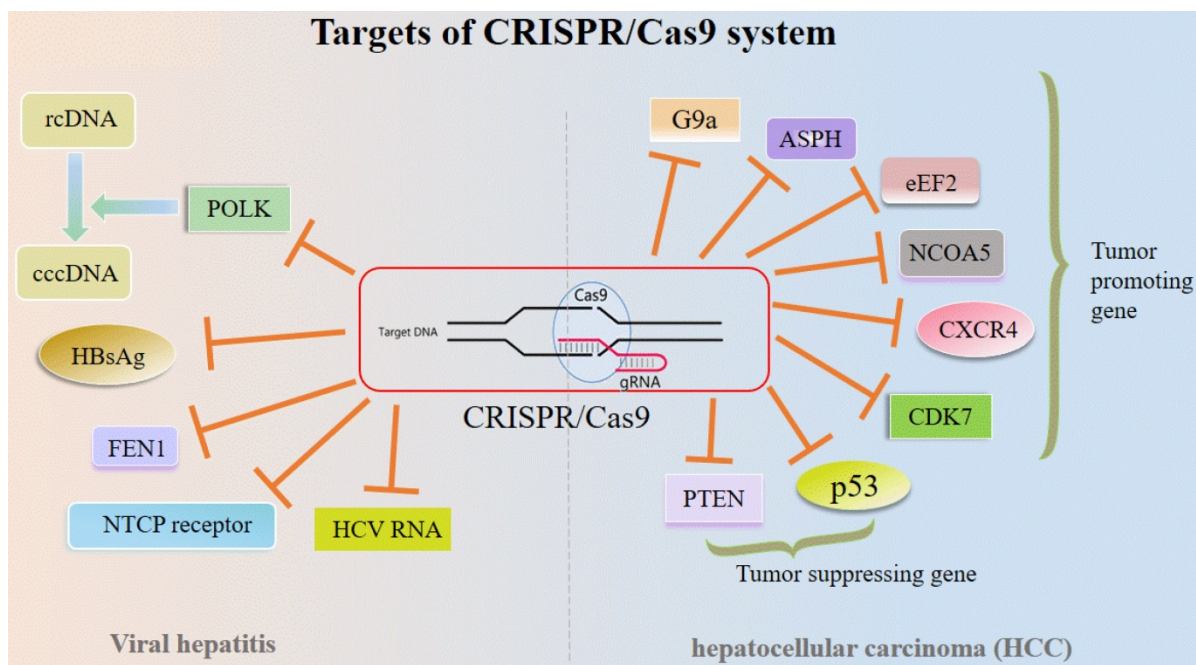 Targets of CRISPR/Cas9 system
rcDNA
POLK
cccDNA
HBsAg
FEN1
NTCP receptor
HCV RNA
Viral hepatitis
Cas9
Target DNA
gRNA
CRISPR/Cas9
G9a
ASPH
eEF2
NCOA5
CXCR4
CDK7
Tumor
promoting
gene
PTEN
p53
Tumor suppressing gene
hepatocellular carcinoma (HCC)